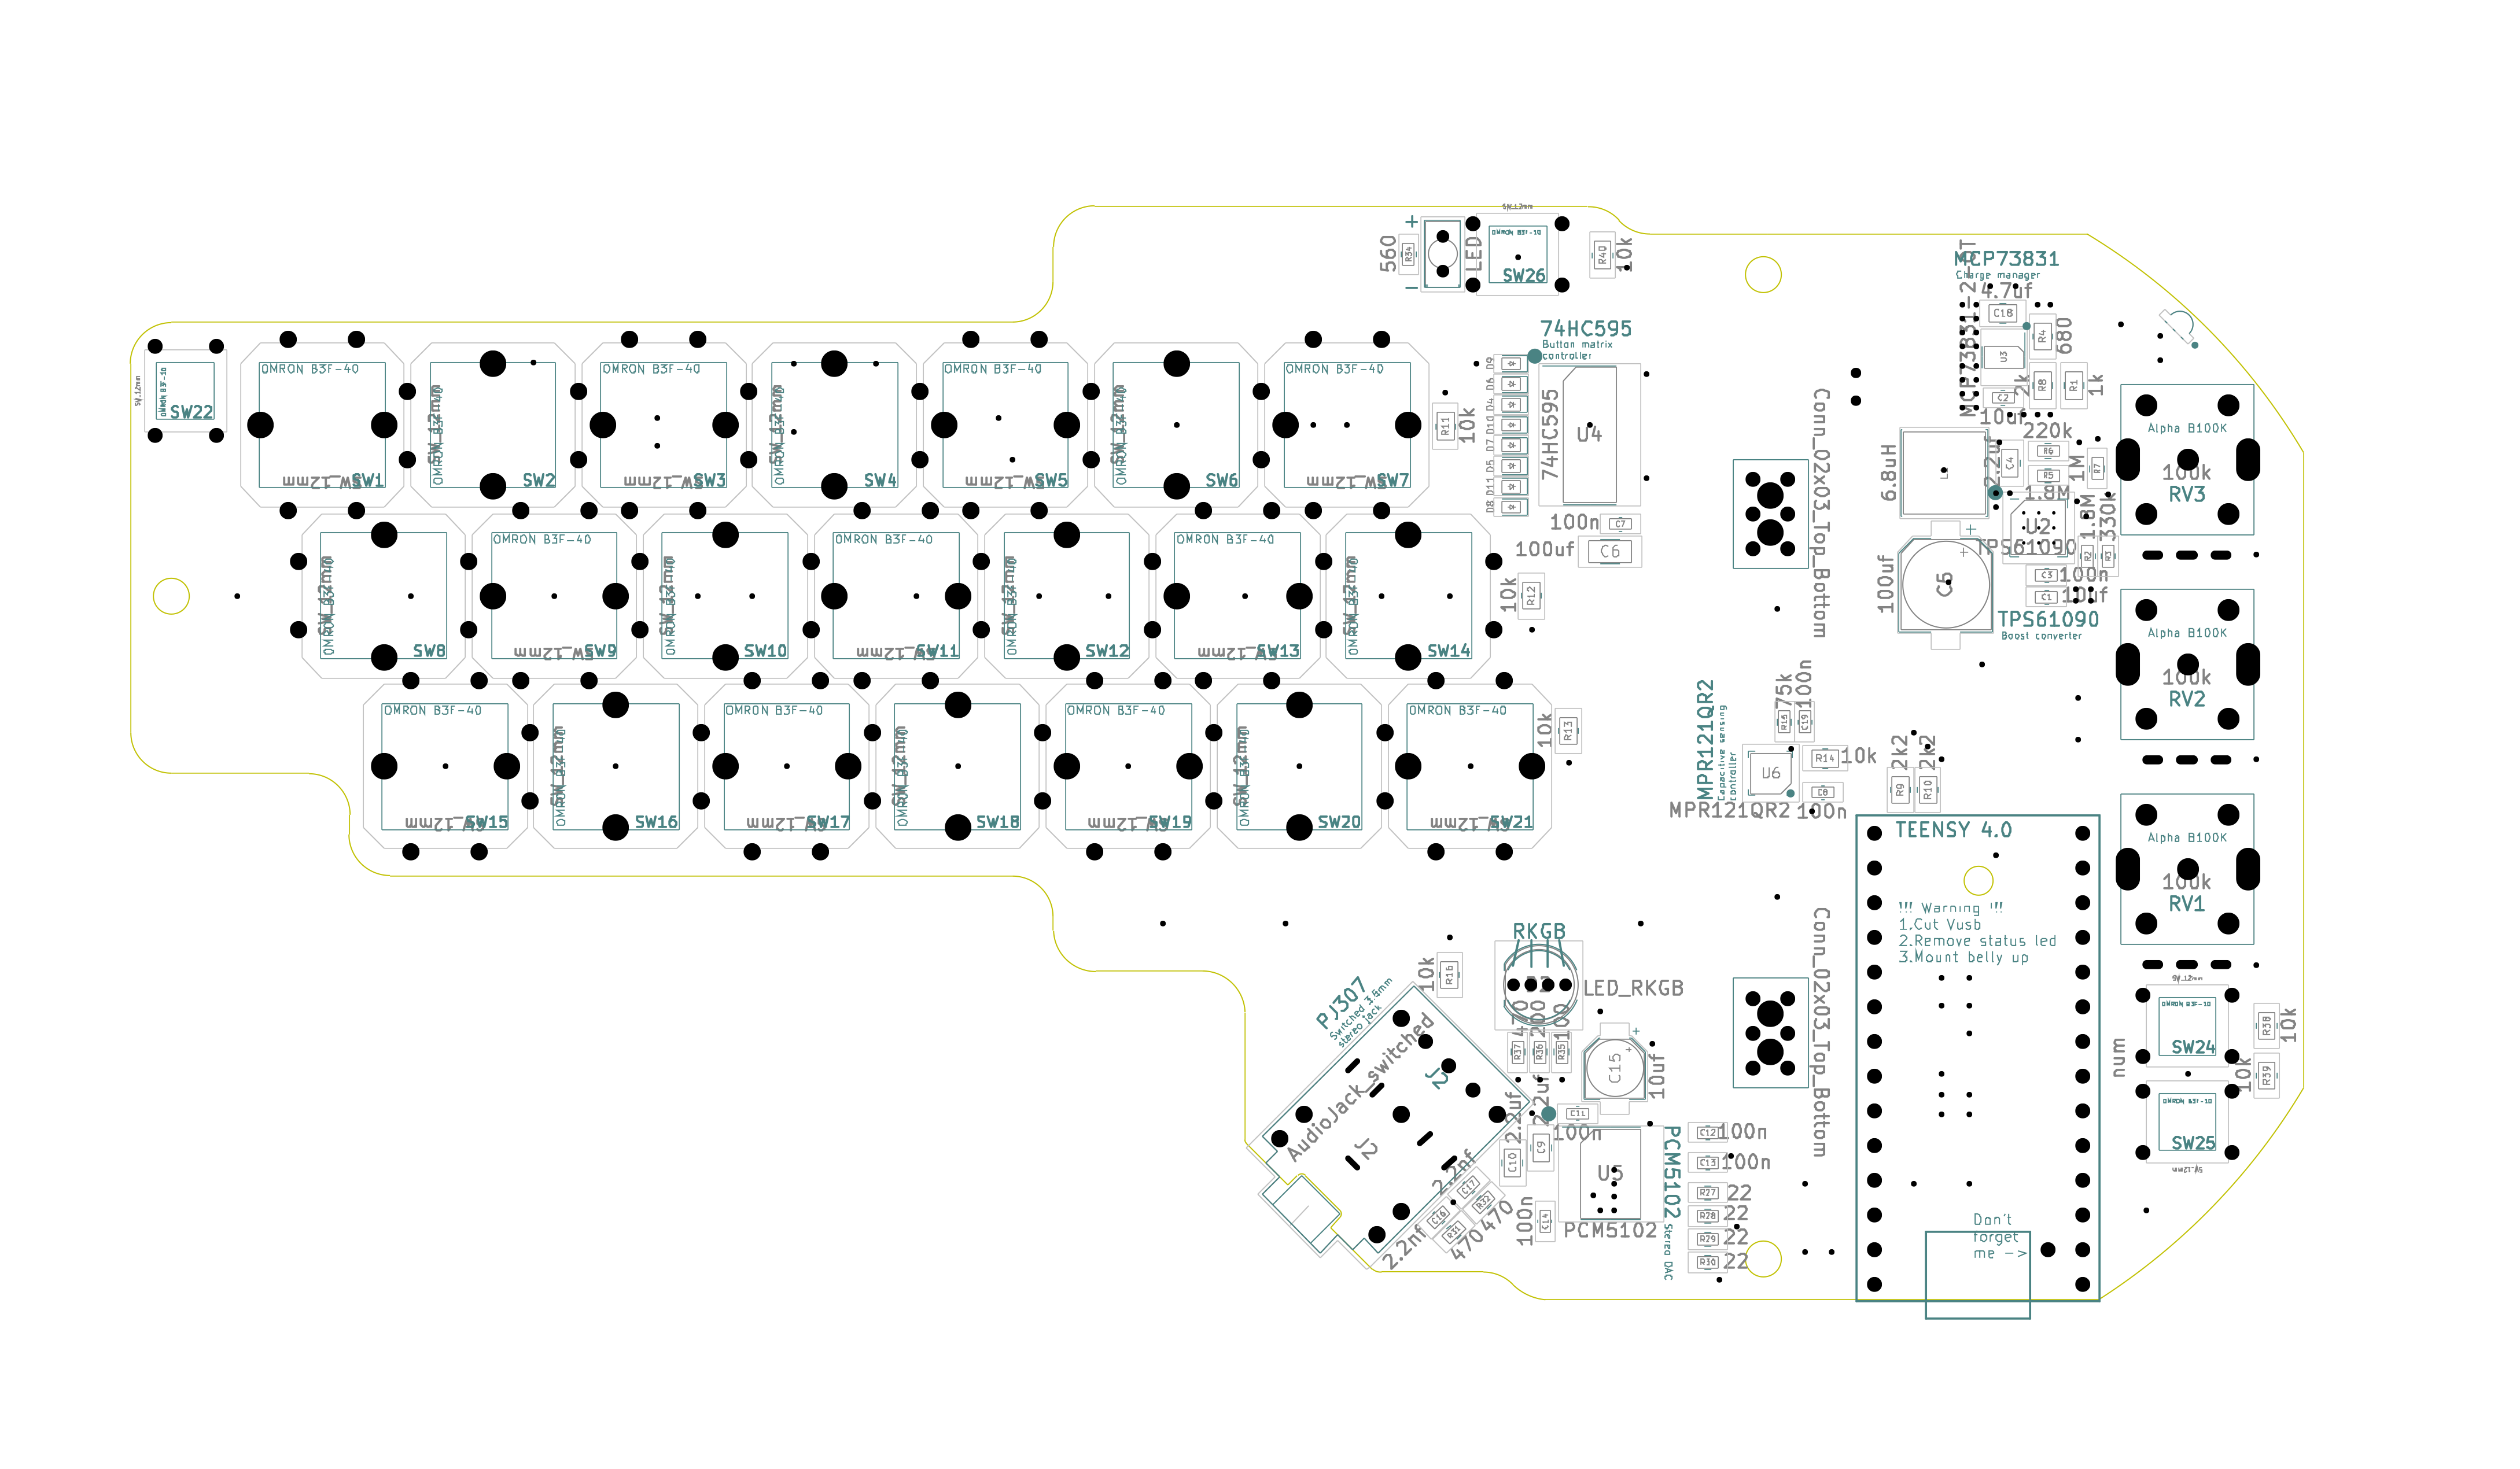 SW_12mm
OMRON B3F-10
SW22
OMRON B3F-40
SW_12mm
SW1
SW_12mm
OMRON B3F-40
SW2
OMRON B3F-40
SW_12mm
SW3
SW_12mm
OMRON B3F-40
SW4
OMRON B3F-40
SW_12mm
SW5
SW_12mm
OMRON B3F-40
SW6
OMRON B3F-40
SW_12mm
SW7
SW_12mm
OMRON B3F-40
SW8
OMRON B3F-40
SW_12mm
SW9
SW_12mm
OMRON B3F-40
SW10
OMRON B3F-40
SW_12mm
SW11
SW_12mm
OMRON B3F-40
SW12
OMRON B3F-40
SW_12mm
SW13
SW_12mm
OMRON B3F-40
SW14
OMRON B3F-40
SW_12mm
SW15
SW_12mm
OMRON B3F-40
SW16
OMRON B3F-40
SW_12mm
SW17
SW_12mm
OMRON B3F-40
SW18
OMRON B3F-40
SW_12mm
SW19
SW_12mm
OMRON B3F-40
SW20
OMRON B3F-40
SW_12mm
SW21
560
R34
+
-
LED
SW_12mm
OMRON B3F-10
SW26
R40
10k
74HC595
Button matrix
controller
74HC595
U4
D9
D6
D4
D10
D7
D5
D11
D8
R11
10k
100n
C7
100uf
C6
10k
R12
10k
R13
Conn_02x03_Top_Bottom
MCP73831
Charge manager
MCP73831-2-OT
4.7uf
C18
R4
680
U3
2k
R8
R1
1k
C2
10uf
220k
R6
6.8uH
L1
2.2uf
C4
R5
1.8M
1M
R7
U2
TPS61090
1.8M
R2
330k
R3
100uf
C5
+
+
C3
100n
C1
10uf
TPS61090
Boost converter
Alpha B100K
100k
RV3
Alpha B100K
100k
RV2
Alpha B100K
100k
RV1
75k
100n
C19
MPR121QR2
Capacitive sensing
controller
U6
MPR121QR2
R14
10k
C8
100n
2k2
R9
2k2
R10
TEENSY 4.0
!!! Warning !!!
1.Cut Vusb
2.Remove status led
3.Mount belly up
Don't
forget
me ->
Conn_02x03_Top_Bottom
RKGB
LED_RKGB
10k
R16
470
R37
200
R36
100
R35
+
+
C15
10uf
PJ307
Switched 3.6mm
stereo jack
AudioJack_switched
J2
J2
2.2uf
C10
2.2uf
C9
C11
100n
U5
PCM5102
PCM5102
Stereo DAC
2.2nf
C17
2.2nf
C16
R32
470
R31
470
100n
C14
C12
100n
C13
100n
R27
22
R28
22
R29
22
R30
22
SW_12mm
OMRON B3F-10
SW24
num
OMRON B3F-10
SW25
SW_12mm
R38
10k
10k
R39